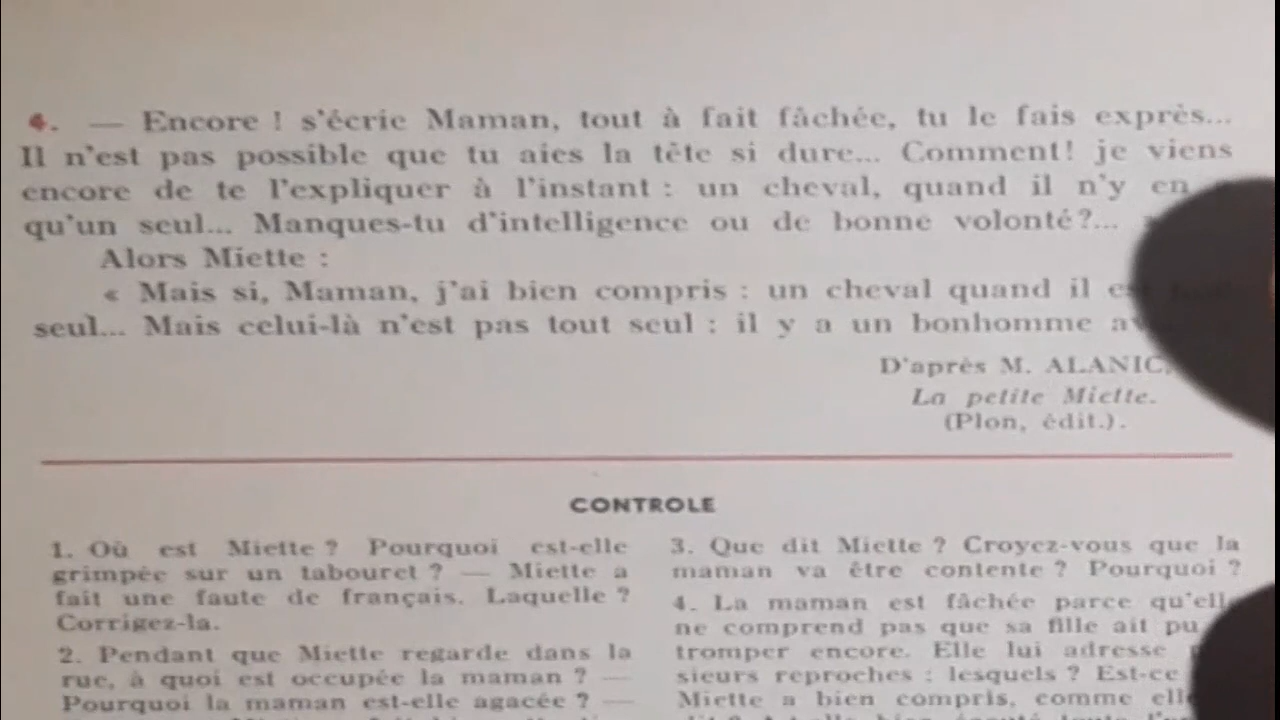 4. — Encore ! s'écrie Maman, tout à fait fâchée, tu le fais exprès...
Il n'est pas possible que tu aies la tête si dure... Comment! je viens
encore de te l'expliquer à l'instant : un cheval, quand il n'y en
qu'un seul... Manques-tu d'intelligence ou de bonne volonté?...
Alors Miette :
« Mais si, Maman, j'ai bien compris : un cheval quand il
seul... Mais celui-là n'est pas tout seul : il y a un bonhomme
D'après M. ALANIC,
La petite Miette.
(Plon, édit.).
CONTROLE
1. Où est Miette ? Pourquoi est-elle
grimpée sur un tabouret ? — Miette a
fait une faute de français. Laquelle ?
Corrigez-la.
2. Pendant que Miette regarde dans la
rue, à quoi est occupée la maman ? —
Pourquoi la maman est-elle agacée ? —
3. Que dit Miette ? Croyez-vous que la
maman va être contente ? Pourquoi ?
4. La maman est fâchée parce qu'elle
ne comprend pas que sa fille ait pu
tromper encore. Elle lui adresse
sieurs reproches : lesquels ? Est-ce
Miette a bien compris, comme elle